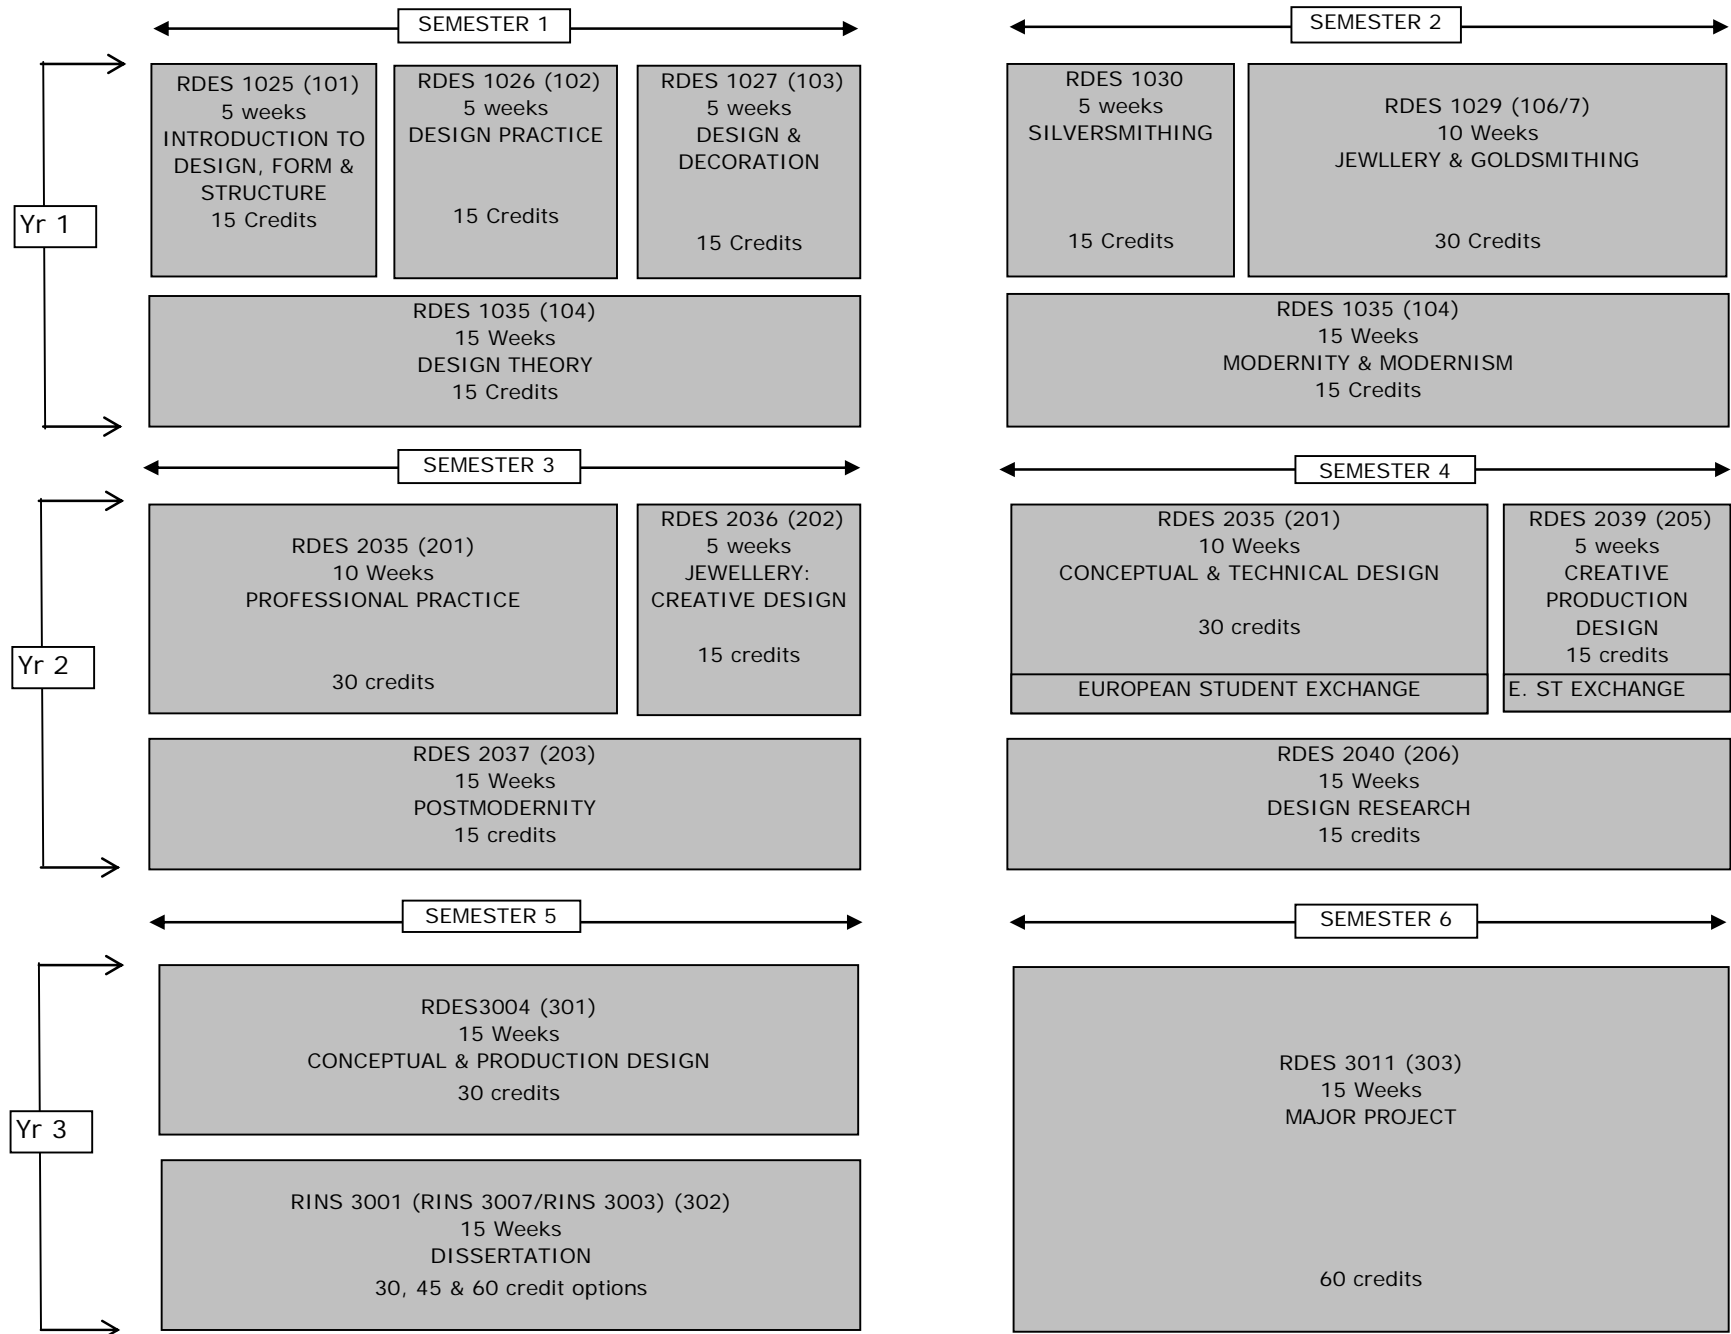 SEMESTER 1
SEMESTER 2
Yr 1
RDES 1025 (101)
5 weeks
INTRODUCTION TO
DESIGN, FORM &
STRUCTURE
15 Credits
RDES 1026 (102)
5 weeks
DESIGN PRACTICE
15 Credits
RDES 1027 (103)
5 weeks
DESIGN &
DECORATION
15 Credits
RDES 1030
5 weeks
SILVERSMITHING
15 Credits
RDES 1029 (106/7)
10 Weeks
JEWLLERY & GOLDSMITHING
30 Credits
RDES 1035 (104)
15 Weeks
DESIGN THEORY
15 Credits
RDES 1035 (104)
15 Weeks
MODERNITY & MODERNISM
15 Credits
SEMESTER 3
SEMESTER 4
Yr 2
RDES 2035 (201)
10 Weeks
PROFESSIONAL PRACTICE
30 credits
RDES 2036 (202)
5 weeks
JEWELLERY:
CREATIVE DESIGN
15 credits
RDES 2035 (201)
10 Weeks
CONCEPTUAL & TECHNICAL DESIGN
30 credits
EUROPEAN STUDENT EXCHANGE
RDES 2039 (205)
5 weeks
CREATIVE
PRODUCTION
DESIGN
15 credits
E. ST EXCHANGE
RDES 2037 (203)
15 Weeks
POSTMODERNITY
15 credits
RDES 2040 (206)
15 Weeks
DESIGN RESEARCH
15 credits
SEMESTER 5
SEMESTER 6
Yr 3
RDES3004 (301)
15 Weeks
CONCEPTUAL & PRODUCTION DESIGN
30 credits
RINS 3001 (RINS 3007/RINS 3003) (302)
15 Weeks
DISSERTATION
30, 45 & 60 credit options
RDES 3011 (303)
15 Weeks
MAJOR PROJECT
60 credits